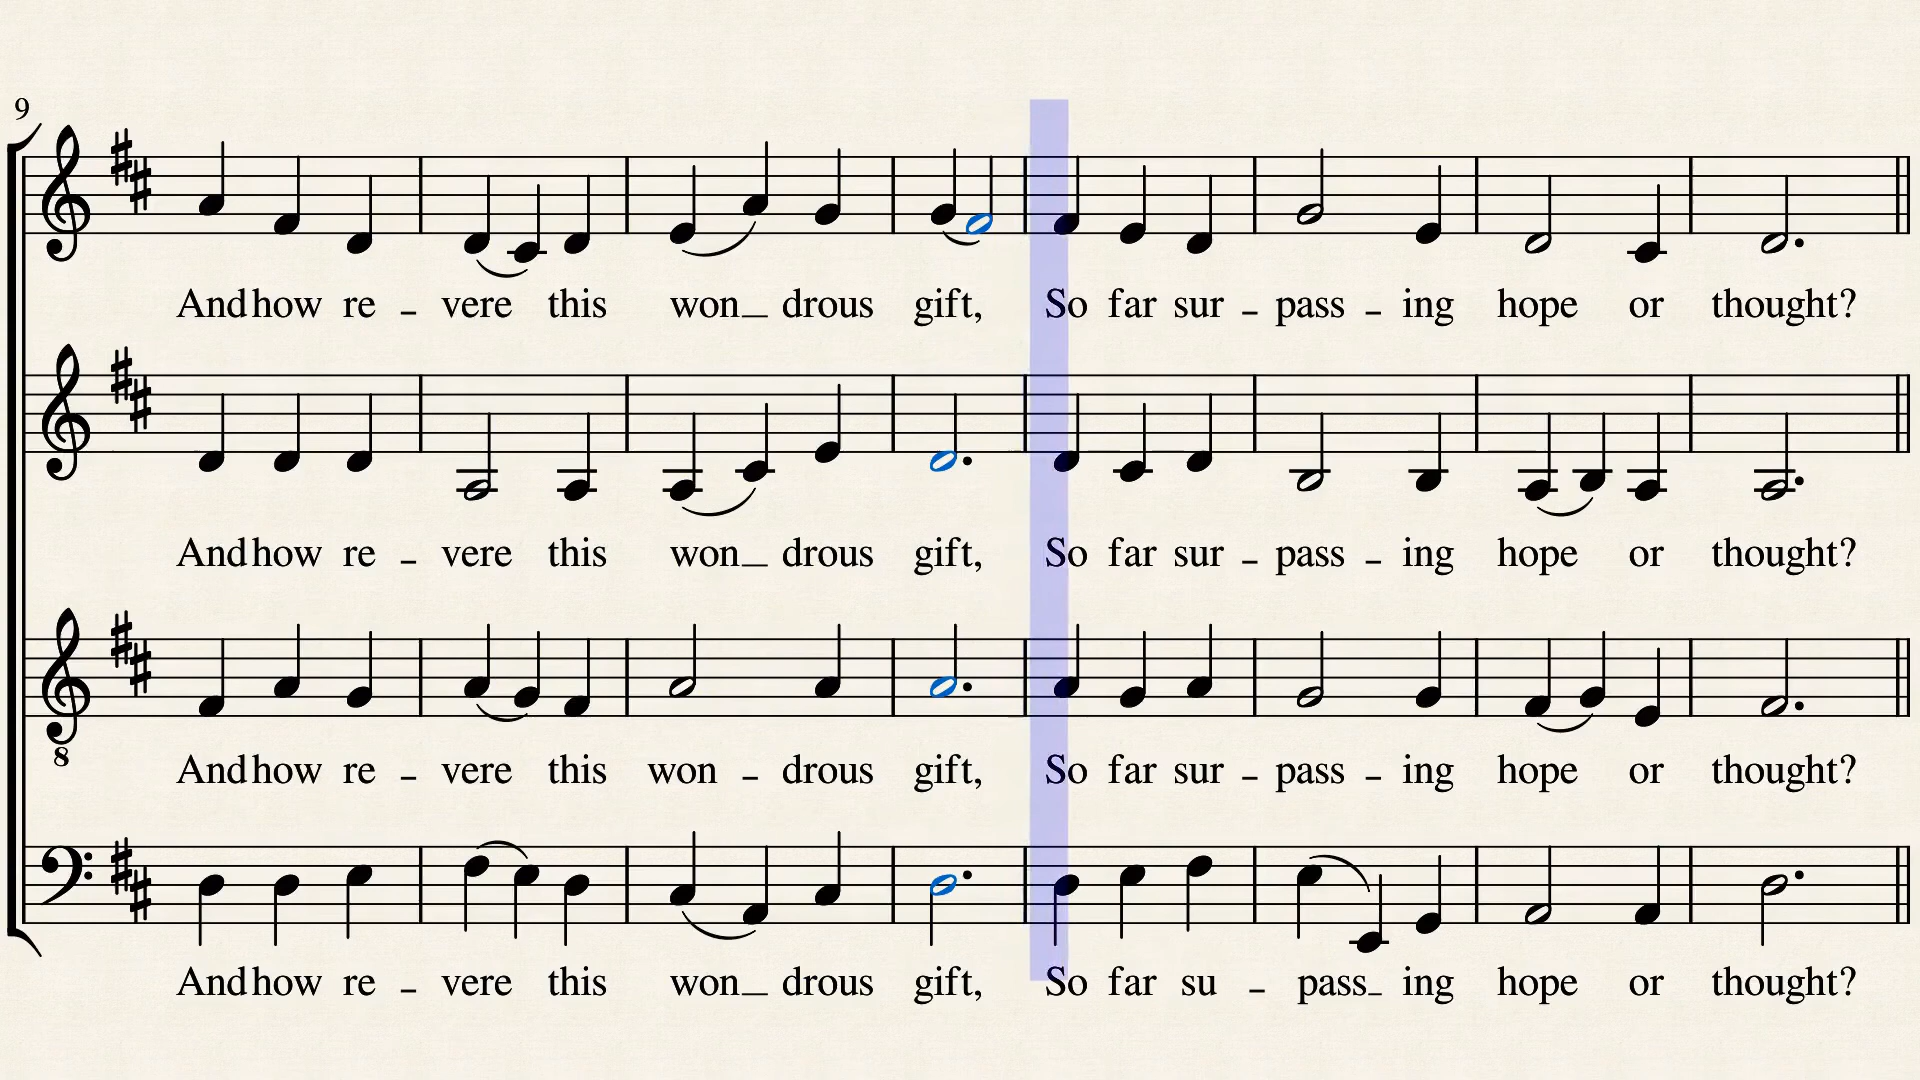 9
And how re - vere this won_ drous gift, So far sur - pass - ing hope or thought?
And how re - vere this won_ drous gift, So far sur - pass - ing hope or thought?
8
And how re - vere this won - drous gift, So far sur - pass - ing hope or thought?
And how re - vere this won_ drous gift, So far su - pass_ ing hope or thought?